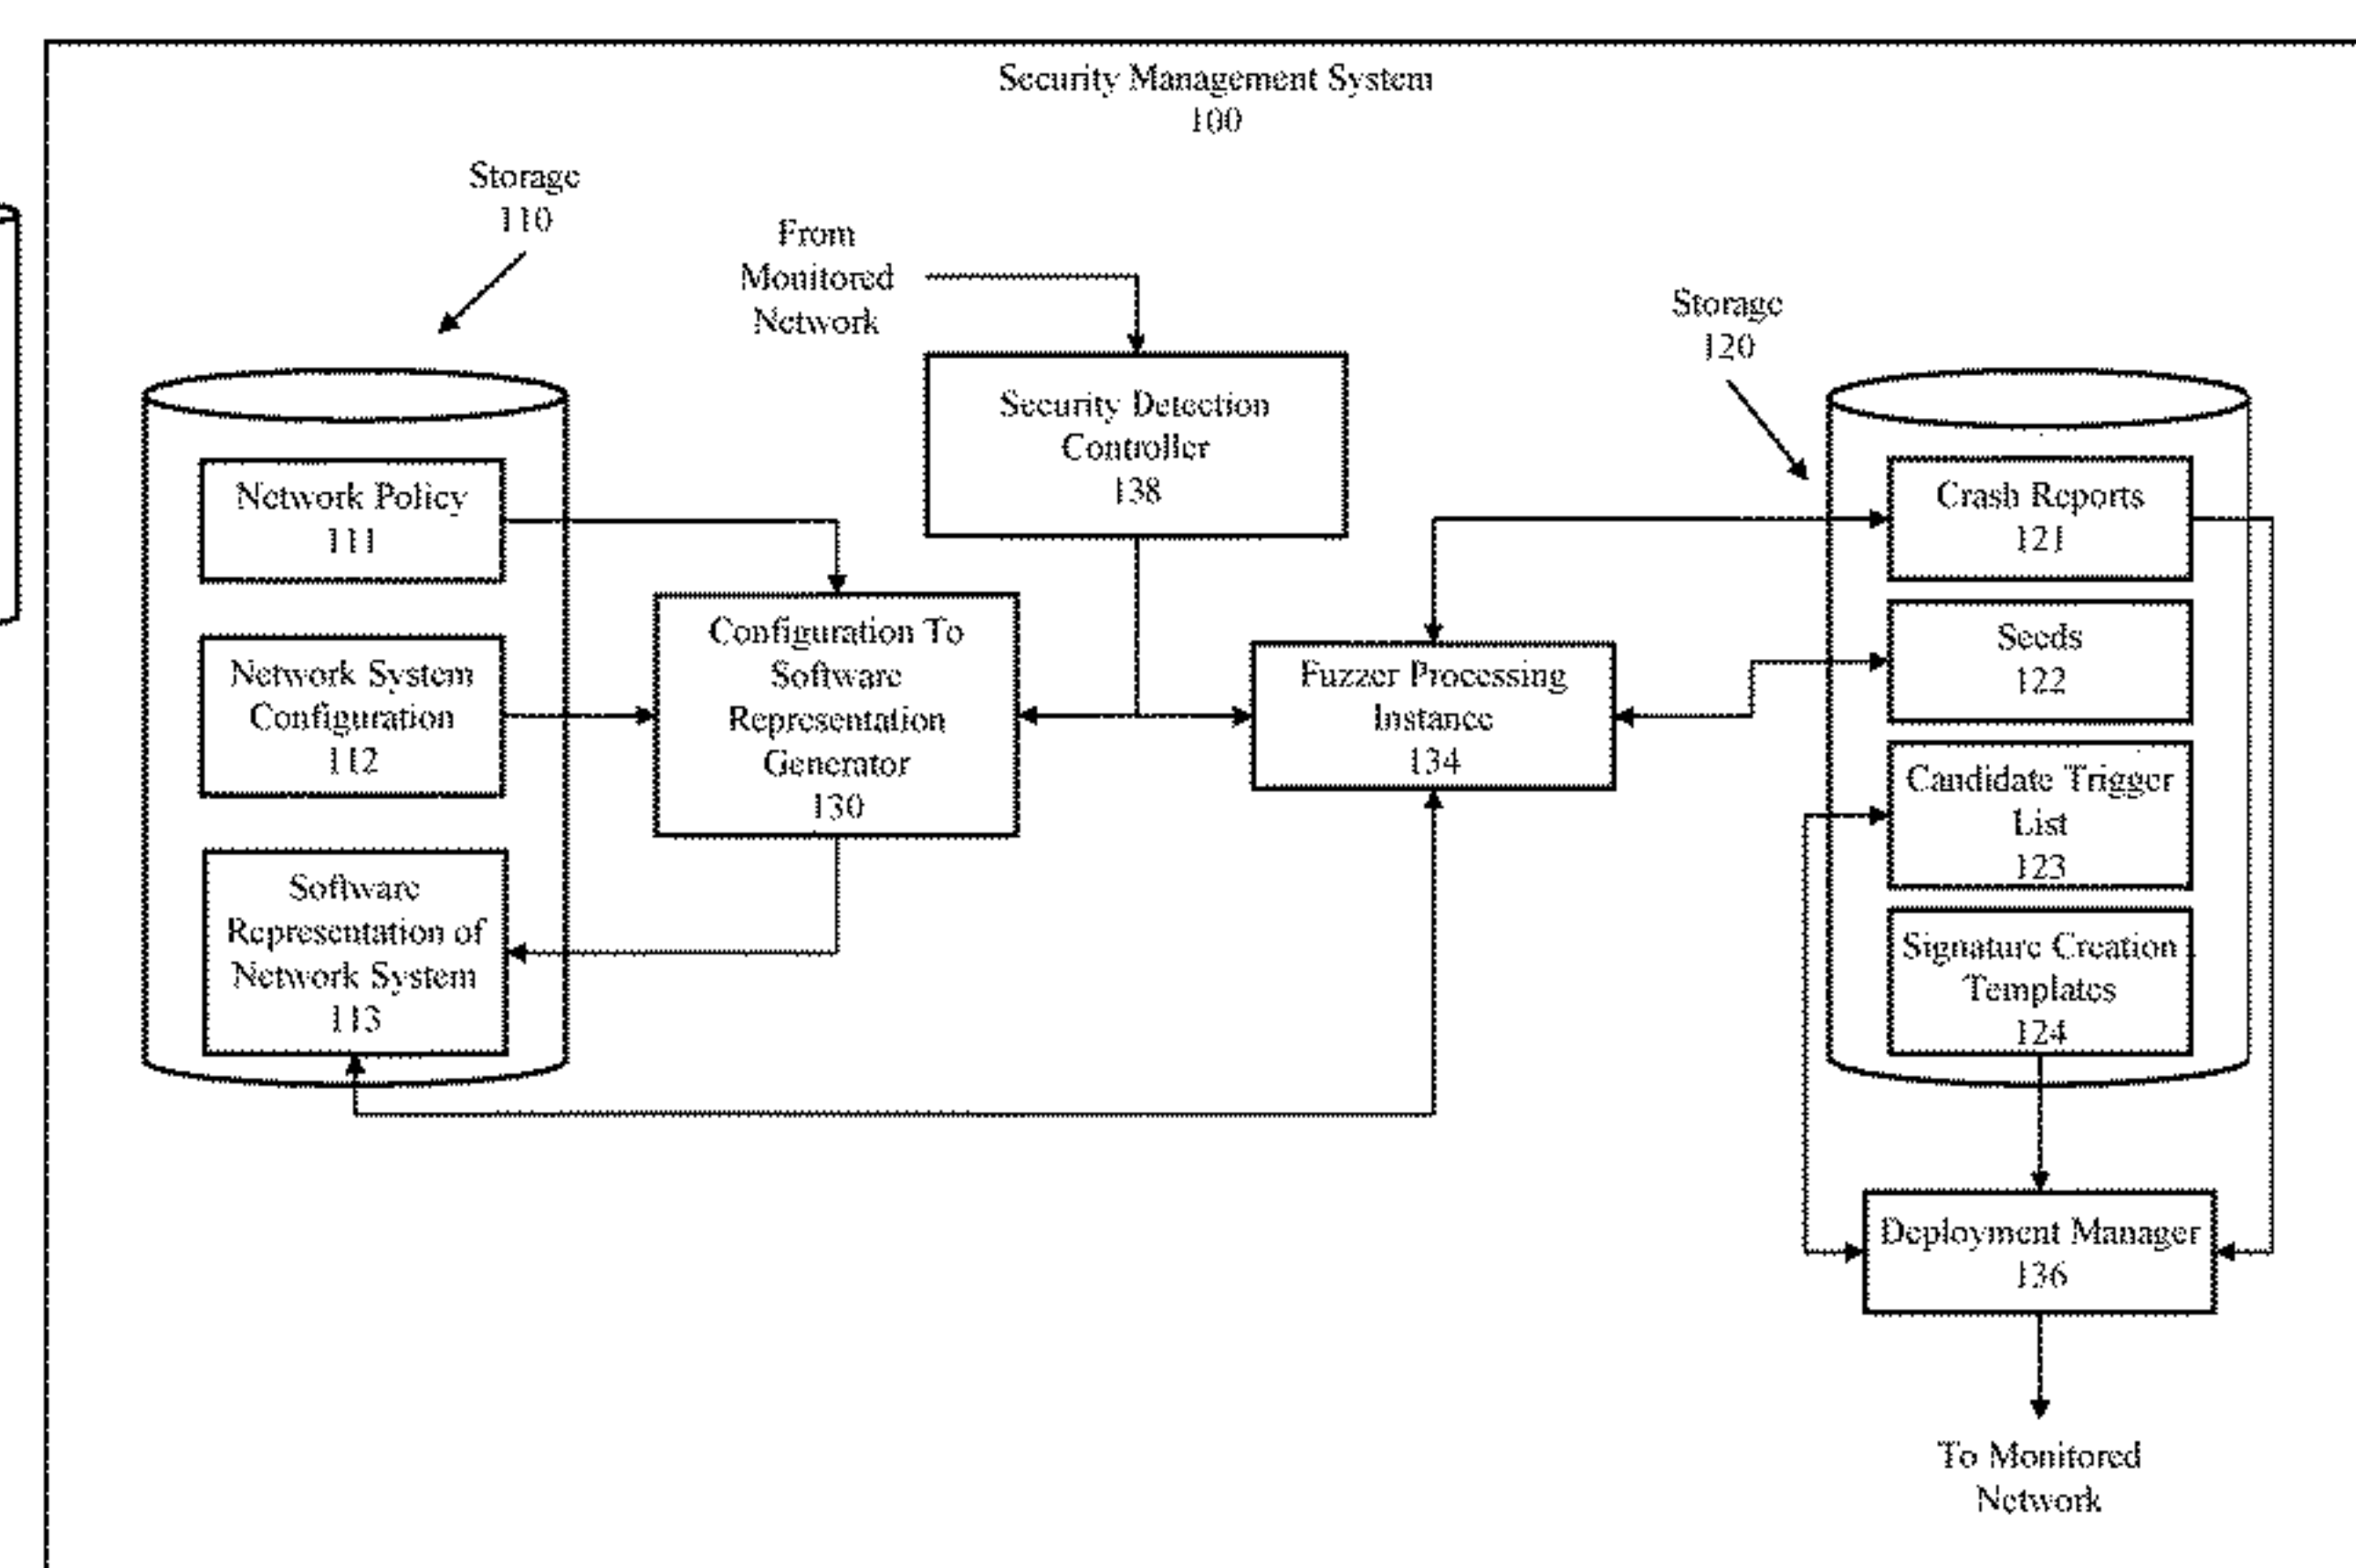 Security Management System
100
Storage
110
From
Monitored
Network
Storage
120
Security Detection
Controller
138
Network Policy
111
Crash Reports
121
Configuration To
Software
Representation
Generator
130
Network System
Configuration
112
Fuzzer Processing
Instance
134
Seeds
122
Candidate Trigger
List
123
Software
Representation of
Network System
113
Signature Creation
Templates
124
Deployment Manager
136
To Monitored
Network